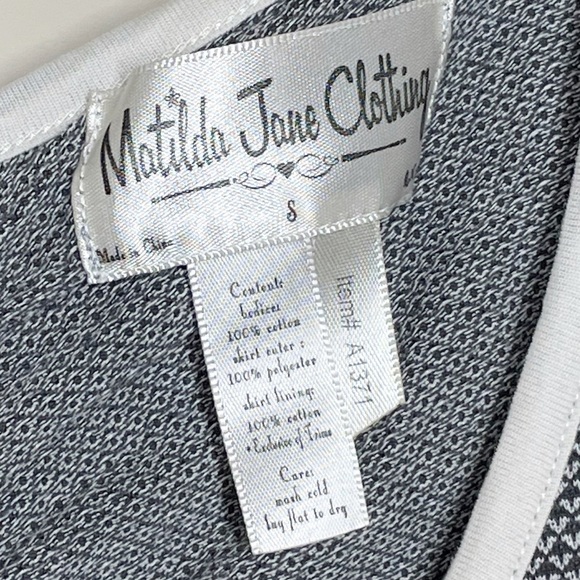 Matilda Jane Clothing
S
Made in China
Content:
bodice:
100% cotton
skirt outer:
100% polyester
skirt lining:
100% cotton
*Exclusive of Trims
Care:
wash cold
lay flat to dry
Item# A1371